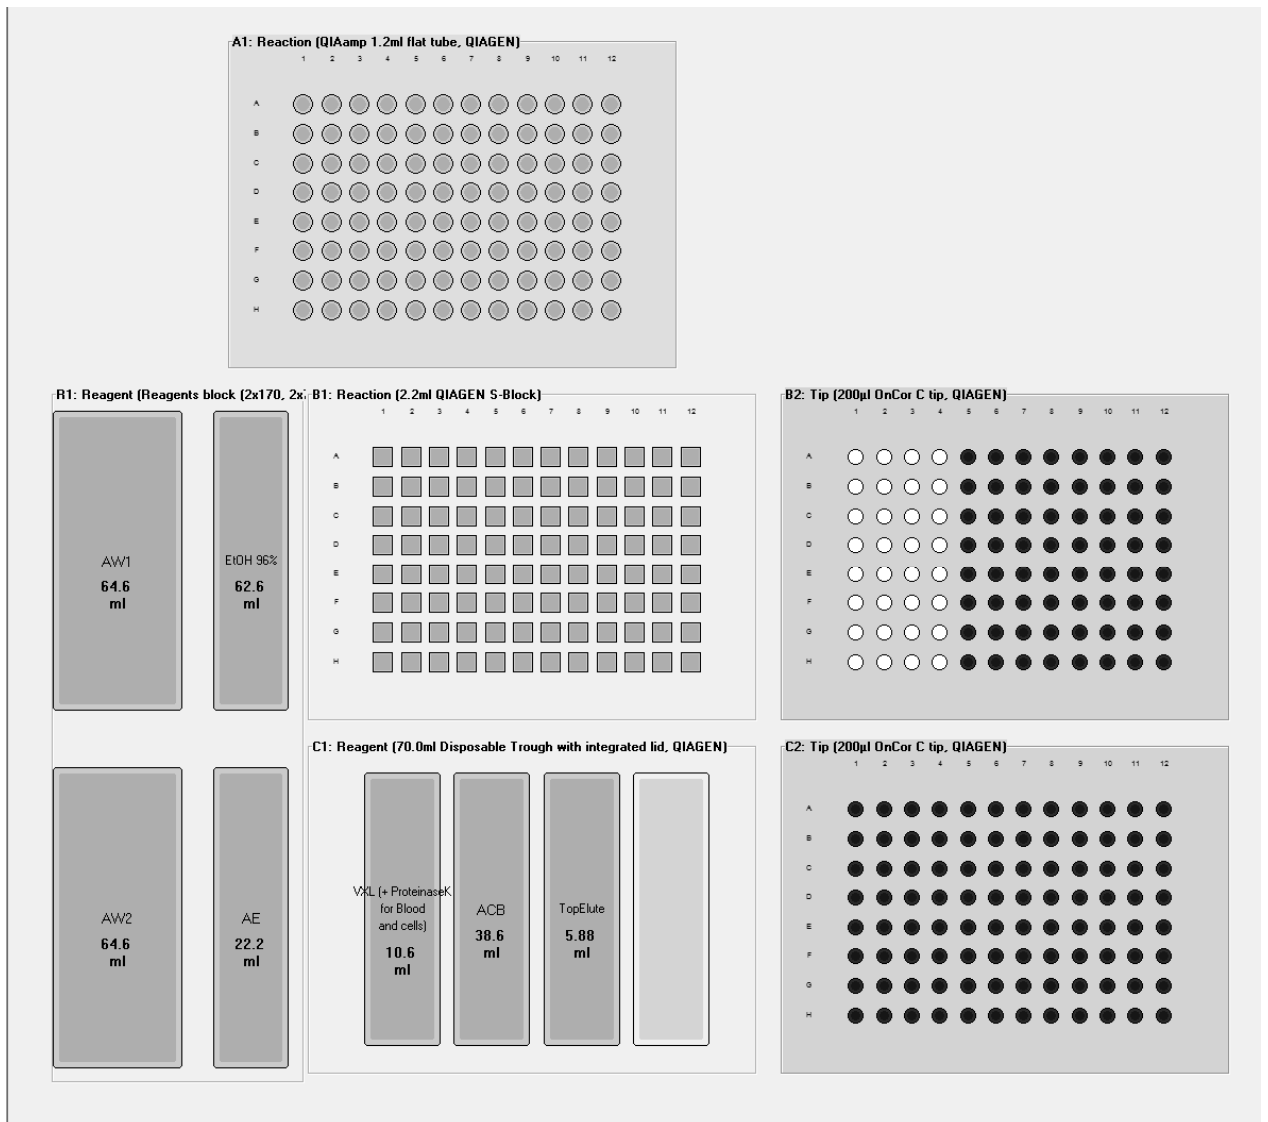 A1: Reaction (QIAamp 1.2ml flat tube, QIAGEN)
1 2 3 4 5 6 7 8 9 10 11 12
A
B
C
D
E
F
G
H
R1: Reagent (Reagents block (2x170, 2x
AW1
64.6
ml
EtOH 96%
62.6
ml
AW2
64.6
ml
AE
22.2
ml
B1: Reaction (2.2ml QIAGEN S-Block)
1 2 3 4 5 6 7 8 9 10 11 12
A
B
C
D
E
F
G
H
B2: Tip (200µl OnCor C tip, QIAGEN)
1 2 3 4 5 6 7 8 9 10 11 12
A
B
C
D
E
F
G
H
C1: Reagent (70.0ml Disposable Trough with integrated lid, QIAGEN)
VXL (+ ProteinaseK
for Blood
and cells)
10.6
ml
ACB
38.6
ml
TopElute
5.88
ml
C2: Tip (200µl OnCor C tip, QIAGEN)
1 2 3 4 5 6 7 8 9 10 11 12
A
B
C
D
E
F
G
H